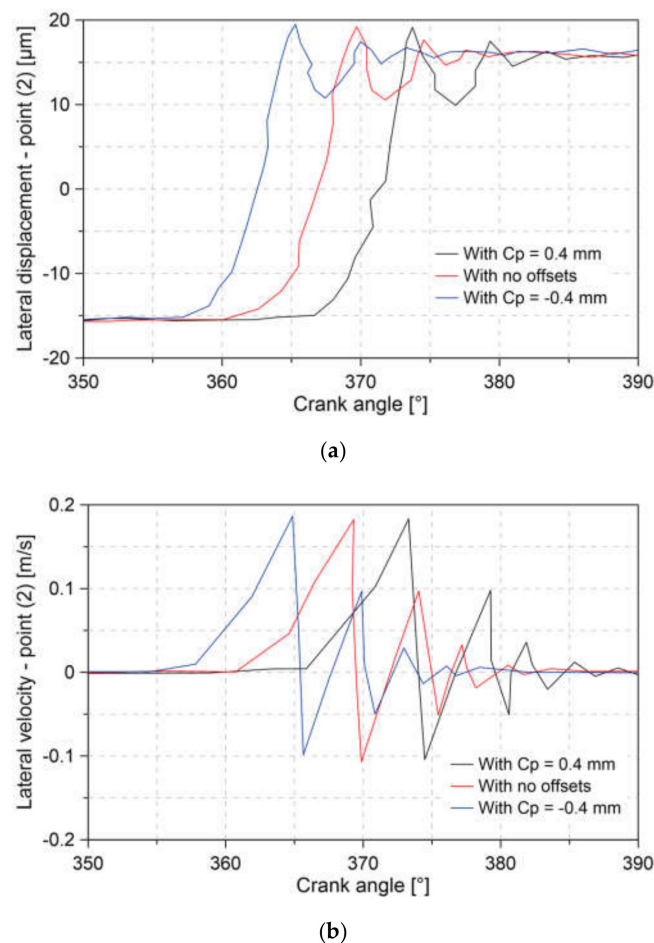 20
10
0
-10
-20
Lateral displacement - point (2) [µm]
With Cp = 0.4 mm
With no offsets
With Cp = -0.4 mm
350 360 370 380 390
Crank angle [°]
(a)
0.2
0.1
0
-0.1
-0.2
Lateral velocity - point (2) [m/s]
With Cp = 0.4 mm
With no offsets
With Cp = -0.4 mm
350 360 370 380 390
Crank angle [°]
(b)